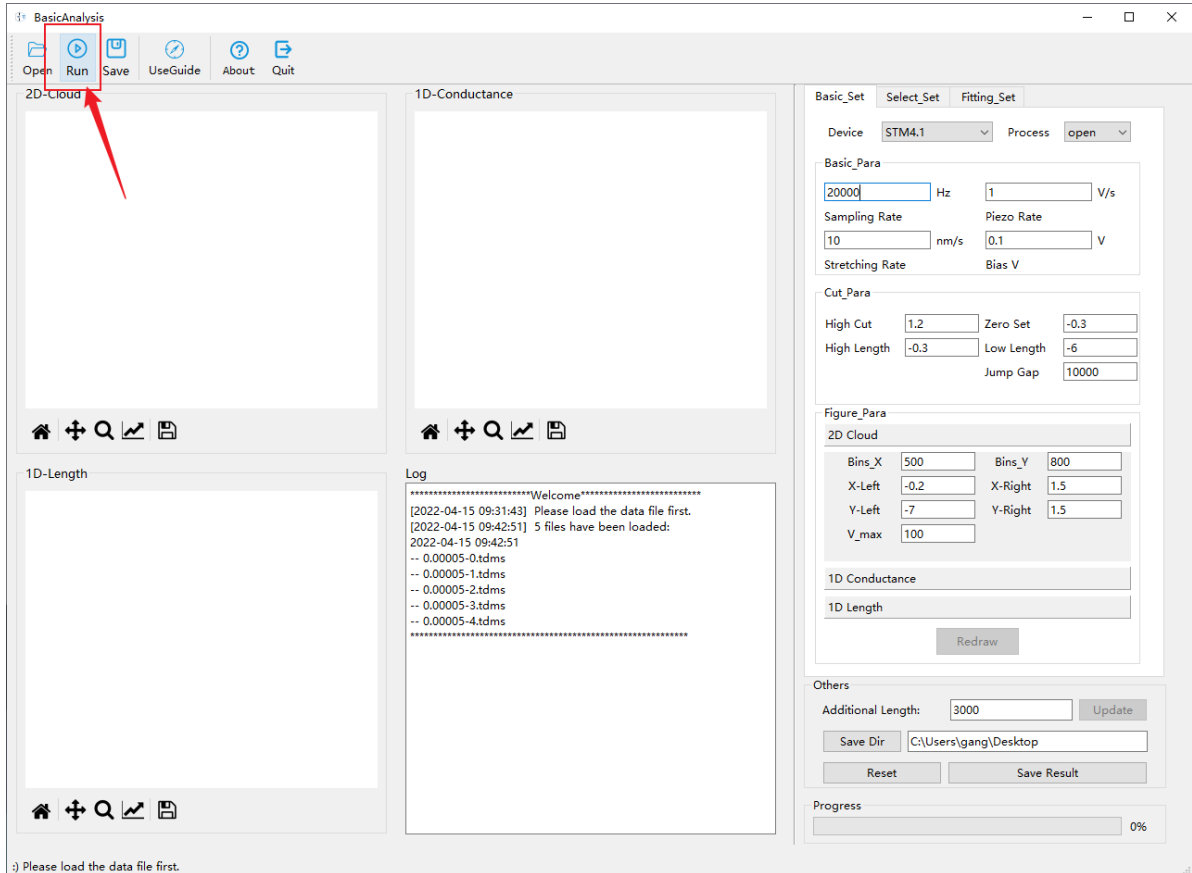 BasicAnalysis
Open Run Save UseGuide About Quit
2D-Cloud
1D-Conductance
1D-Length
Log
**************************Welcome**************************
[2022-04-15 09:31:43] Please load the data file first.
[2022-04-15 09:42:51] 5 files have been loaded:
2022-04-15 09:42:51
-- 0.00005-0.tdms
-- 0.00005-1.tdms
-- 0.00005-2.tdms
-- 0.00005-3.tdms
-- 0.00005-4.tdms
************************************************************
Basic_Set Select_Set Fitting_Set
Device STM4.1 Process open
Basic_Para
20000 Hz 1 V/s
Sampling Rate Piezo Rate
10 nm/s 0.1 V
Stretching Rate Bias V
Cut_Para
High Cut 1.2 Zero Set -0.3
High Length -0.3 Low Length -6
Jump Gap 10000
Figure_Para
2D Cloud
Bins_X 500 Bins_Y 800
X-Left -0.2 X-Right 1.5
Y-Left -7 Y-Right 1.5
V_max 100
1D Conductance
1D Length
Redraw
Others
Additional Length: 3000 Update
Save Dir C:\Users\gang\Desktop
Reset Save Result
Progress
0%
:) Please load the data file first.